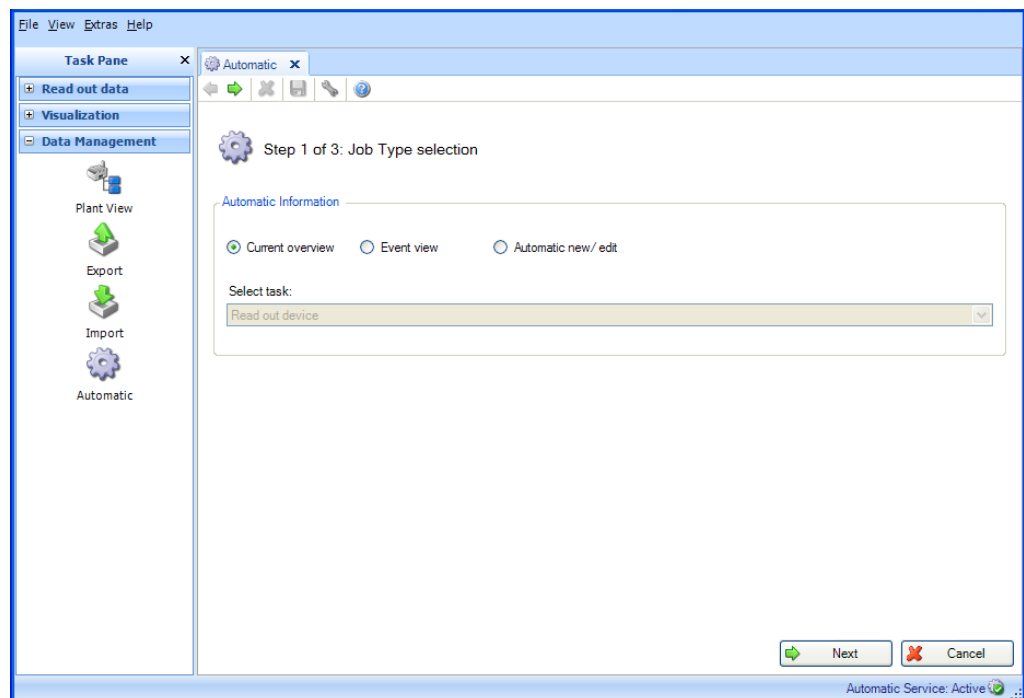 File View Extras Help
Task Pane
Automatic
Read out data
Visualization
Data Management
Plant View
Export
Import
Automatic
Step 1 of 3: Job Type selection
Automatic Information
Current overview Event view Automatic new/ edit
Select task:
Read out device
Next Cancel
Automatic Service: Active